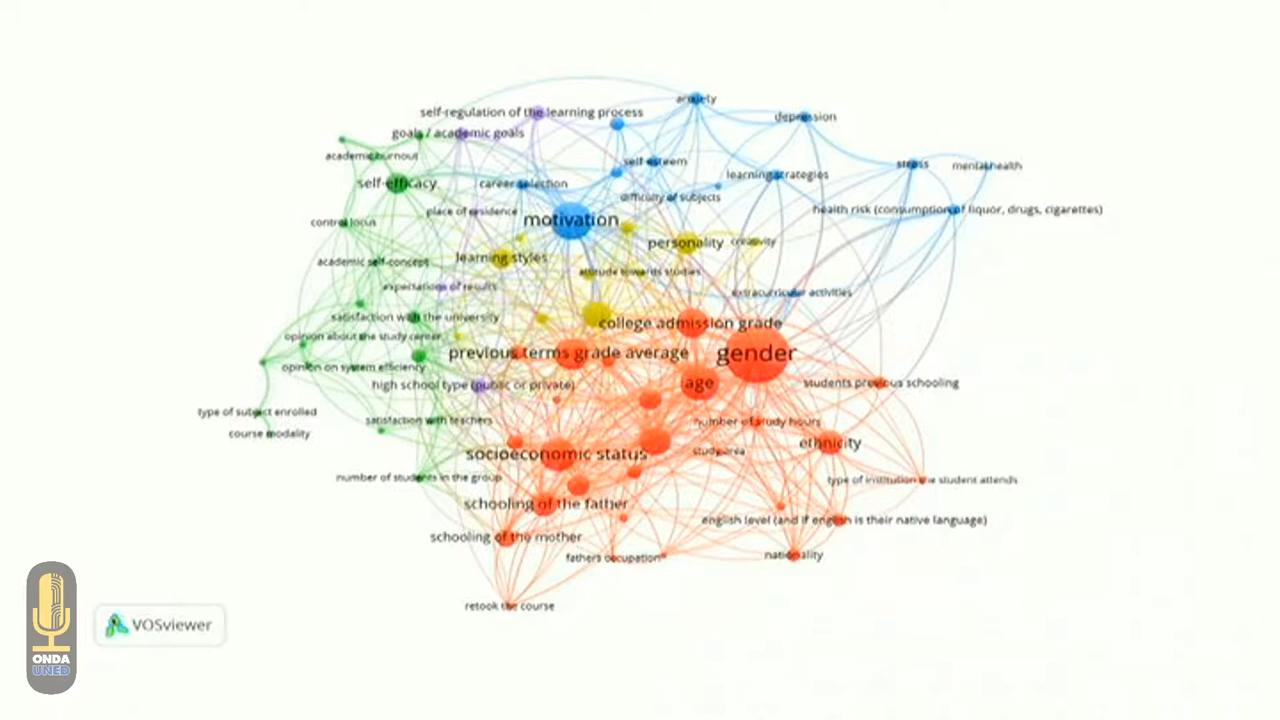 anxiety
self-regulation of the learning process
depression
goals / academic goals
academic burnout
self esteem
stress
mental health
learning strategies
self-efficacy
career selection
difficulty of subjects
place of residence
health risk (consumption of liquor, drugs, cigarettes)
motivation
control locus
personality
creativity
learning styles
academic self-concept
attitude towards studies
expectations of results
extracurricular activities
satisfaction with the university
college admission grade
opinion about the study career
previous terms grade average
gender
opinion on system efficiency
high school type (public or private)
age
students previous schooling
type of subject enrolled
satisfaction with teachers
number of study hours
course modality
ethnicity
socioeconomic status
study area
number of students in the group
type of institution the student attends
schooling of the father
english level (and if english is their native language)
schooling of the mother
fathers occupation
nationality
retook the course
VOSviewer
ONDA
UNED